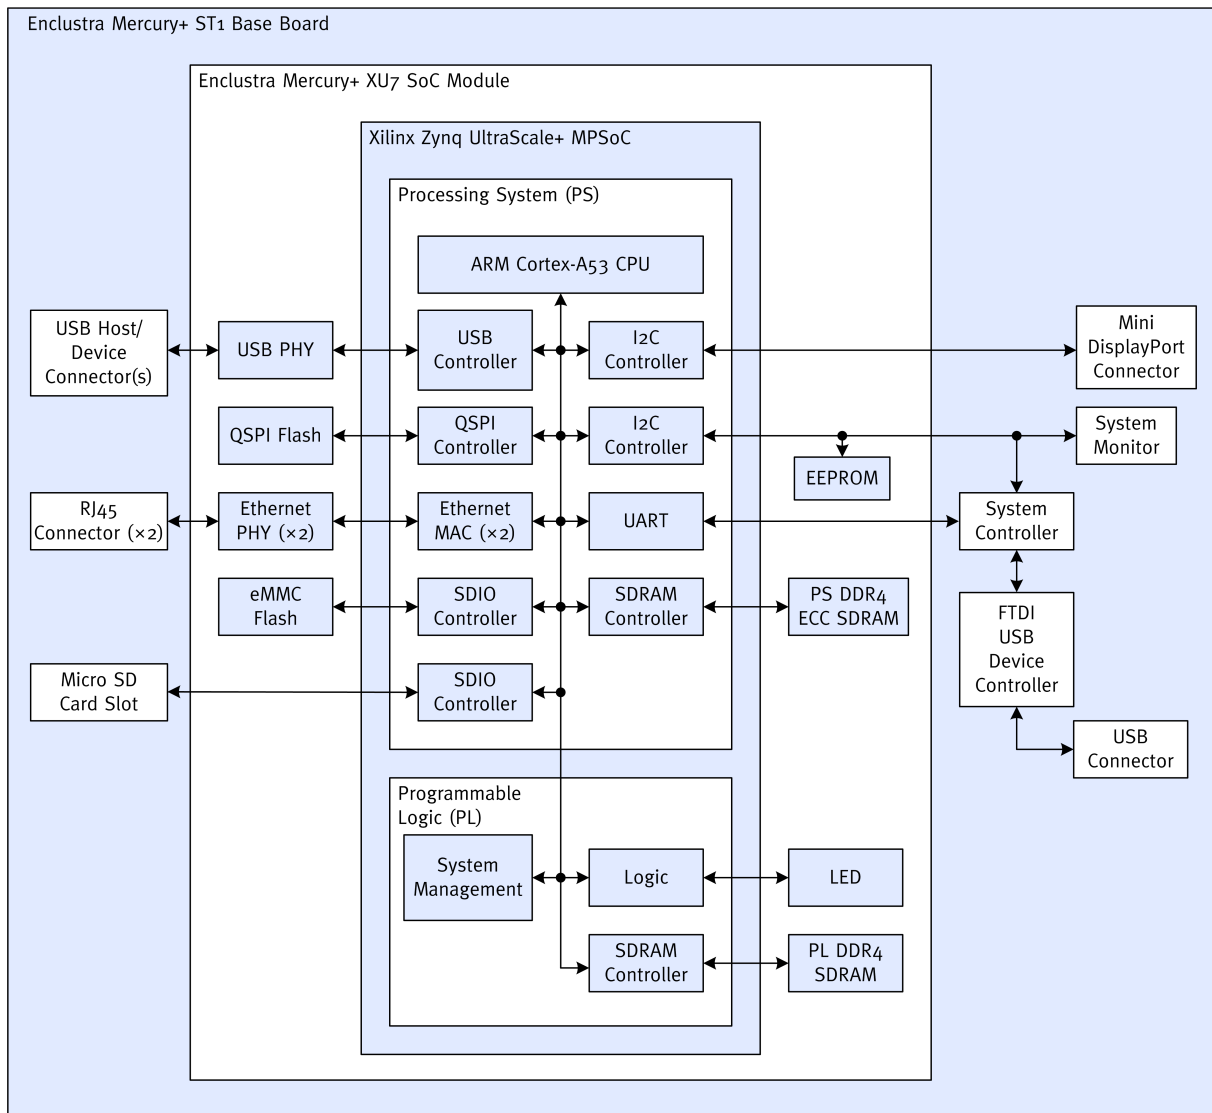 Enclustra Mercury+ ST1 Base Board
Enclustra Mercury+ XU7 SoC Module
Xilinx Zynq UltraScale+ MPSoC
Processing System (PS)
ARM Cortex-A53 CPU
USB Host/
Device
Connector(s)
USB PHY
USB
Controller
I2C
Controller
Mini
DisplayPort
Connector
QSPI Flash
QSPI
Controller
I2C
Controller
EEPROM
System
Monitor
RJ45
Connector (×2)
Ethernet
PHY (×2)
Ethernet
MAC (×2)
UART
System
Controller
eMMC
Flash
SDIO
Controller
SDRAM
Controller
PS DDR4
ECC SDRAM
FTDI
USB
Device
Controller
Micro SD
Card Slot
SDIO
Controller
USB
Connector
Programmable
Logic (PL)
System
Management
Logic
LED
SDRAM
Controller
PL DDR4
SDRAM